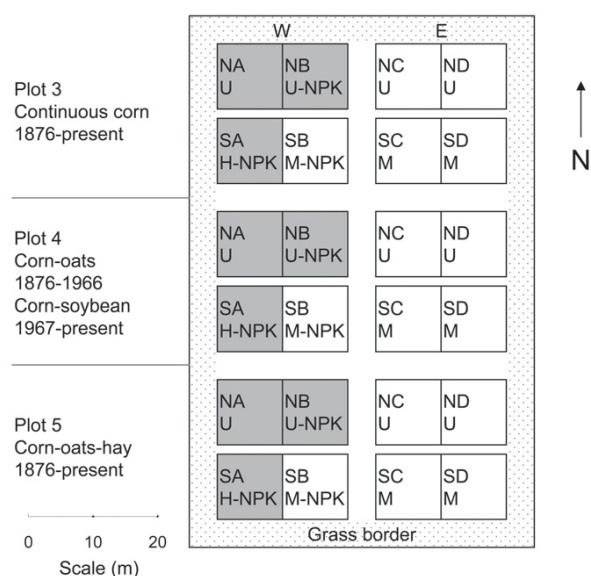 W E
Plot 3
Continuous corn
1876-present
NA NB NC ND
U U-NPK U U
SA SB SC SD
H-NPK M-NPK M M
N
Plot 4
Corn-oats
1876-1966
Corn-soybean
1967-present
NA NB NC ND
U U-NPK U U
SA SB SC SD
H-NPK M-NPK M M
Plot 5
Corn-oats-hay
1876-present
NA NB NC ND
U U-NPK U U
SA SB SC SD
H-NPK M-NPK M M
Grass border
0 10 20
Scale (m)